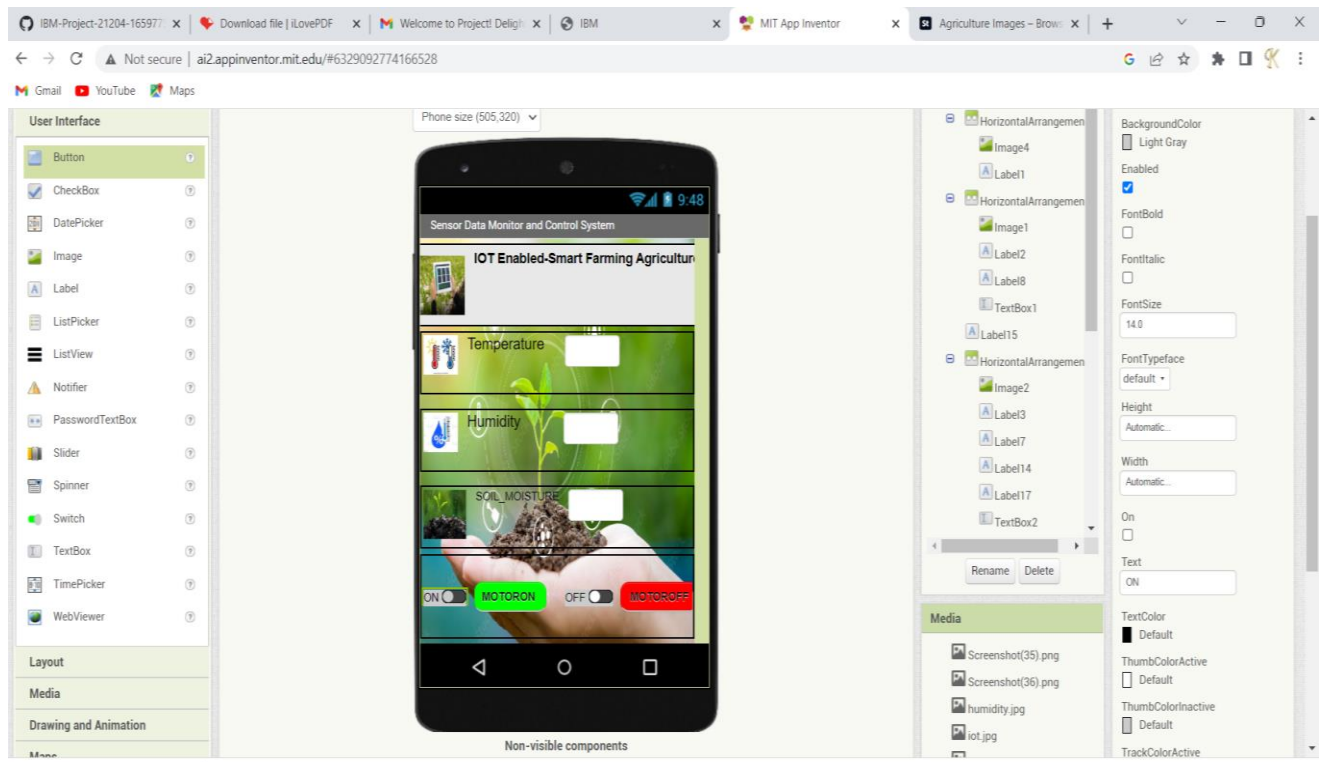 IBM-Project-21204-165977
Download file | iLovePDF
Welcome to Project! Deligh
IBM
MIT App Inventor
St
Agriculture Images – Brow
Not secure
ai2.appinventor.mit.edu/#6329092774166528
Gmail
YouTube
Maps
User Interface
Button
CheckBox
DatePicker
Image
Label
ListPicker
ListView
Notifier
PasswordTextBox
Slider
Spinner
Switch
TextBox
TimePicker
WebViewer
Layout
Media
Drawing and Animation
Maps
Phone size (505,320)
9:48
Sensor Data Monitor and Control System
IOT Enabled-Smart Farming Agriculture
Temperature
Humidity
SOIL_MOISTURE
ON
MOTORON
OFF
MOTOROFF
Non-visible components
HorizontalArrangemen
Image4
Label1
HorizontalArrangemen
Image1
Label2
Label8
TextBox1
Label15
HorizontalArrangemen
Image2
Label3
Label7
Label14
Label17
TextBox2
Rename Delete
Media
Screenshot(35).png
Screenshot(36).png
humidity.jpg
iot.jpg
BackgroundColor
Light Gray
Enabled
FontBold
FontItalic
FontSize
14.0
FontTypeface
default
Height
Automatic...
Width
Automatic...
On
Text
ON
TextColor
Default
ThumbColorActive
Default
ThumbColorInactive
Default
TrackColorActive